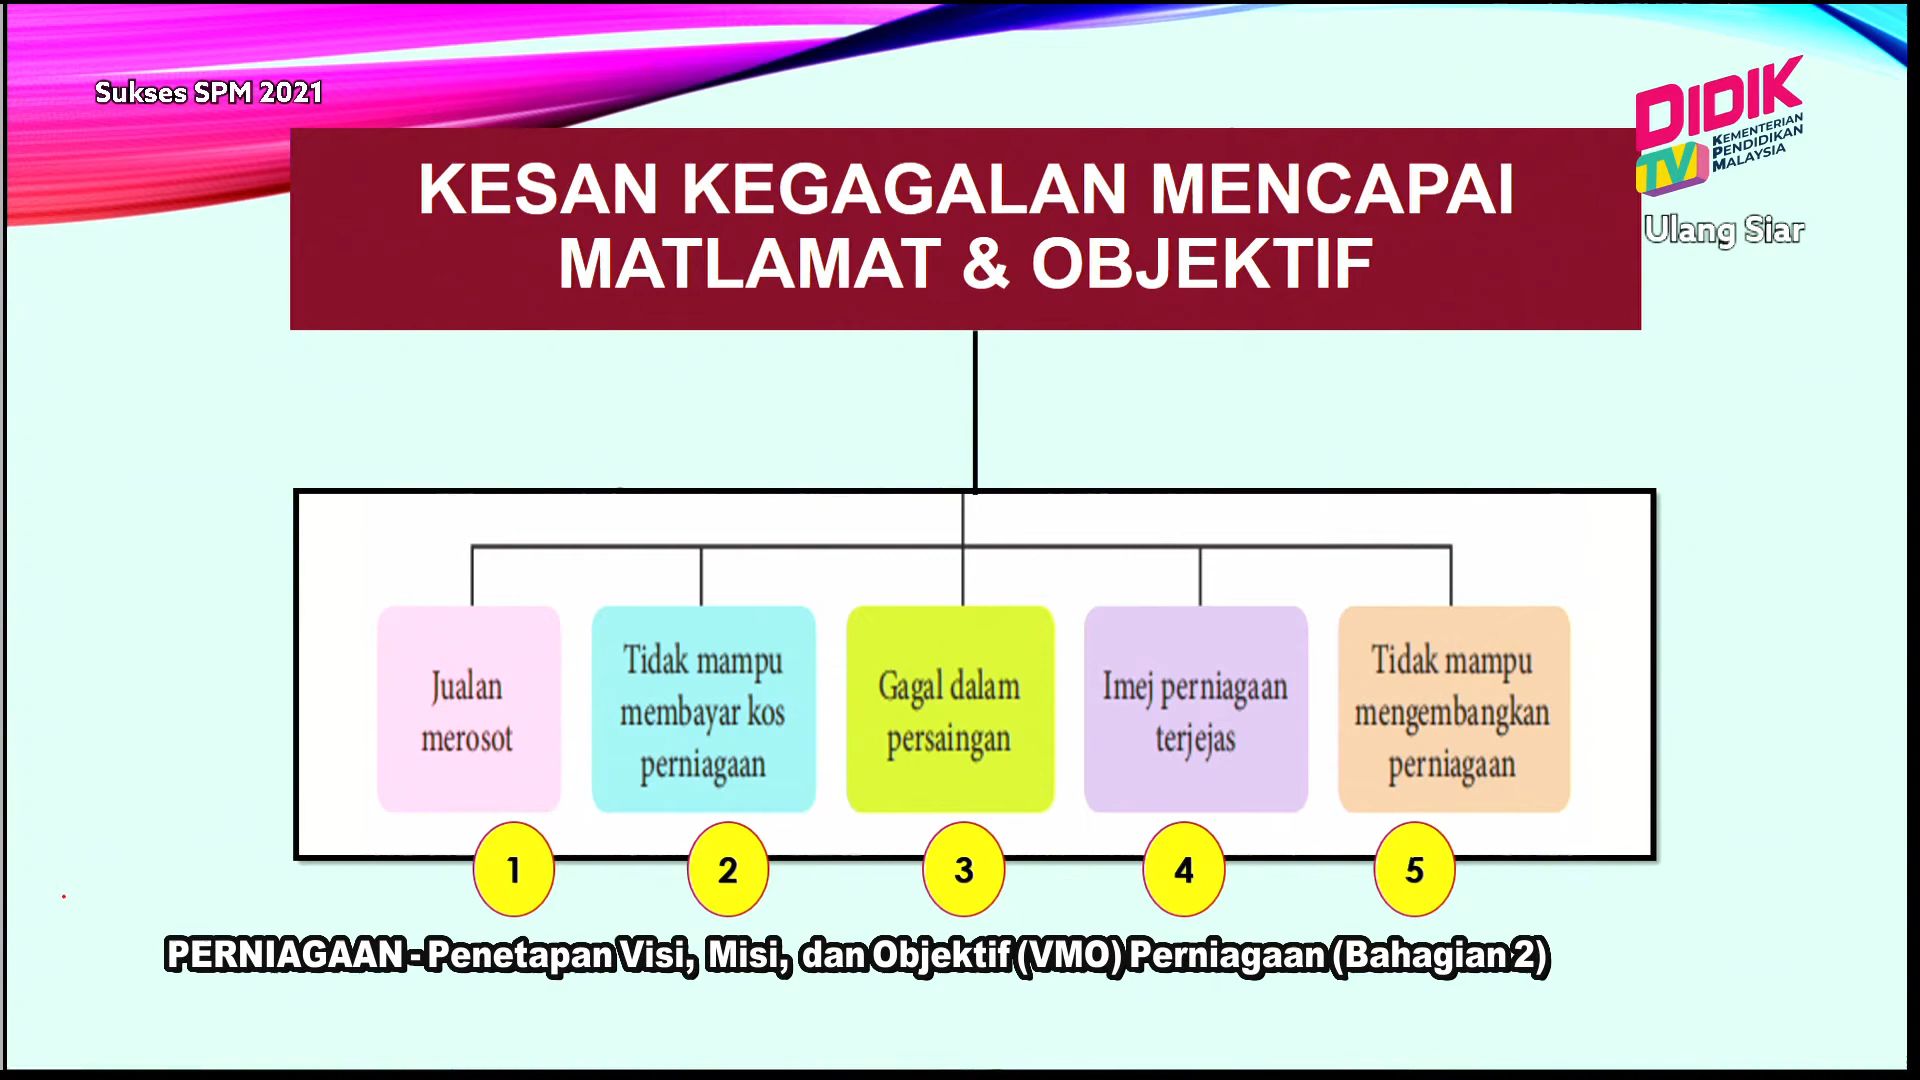 Sukses SPM 2021
DIDIK
TV
KEMENTERIAN
PENDIDIKAN
MALAYSIA
Ulang Siar
KESAN KEGAGALAN MENCAPAI
MATLAMAT & OBJEKTIF
Jualan
merosot
Tidak mampu
membayar kos
perniagaan
Gagal dalam
persaingan
Imej perniagaan
terjejas
Tidak mampu
mengembangkan
perniagaan
1
2
3
4
5
PERNIAGAAN - Penetapan Visi, Misi, dan Objektif (VMO) Perniagaan (Bahagian 2)